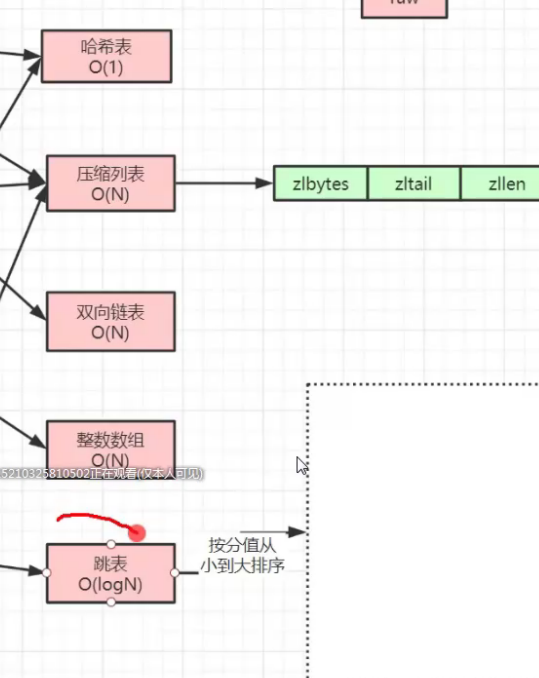 raw
哈希表
O(1)
压缩列表
O(N)
zlbytes
zltail
zllen
双向链表
O(N)
整数数组
O(N)
5210325810502正在观看(仅本人可见)
按分值从
小到大排序
跳表
O(logN)